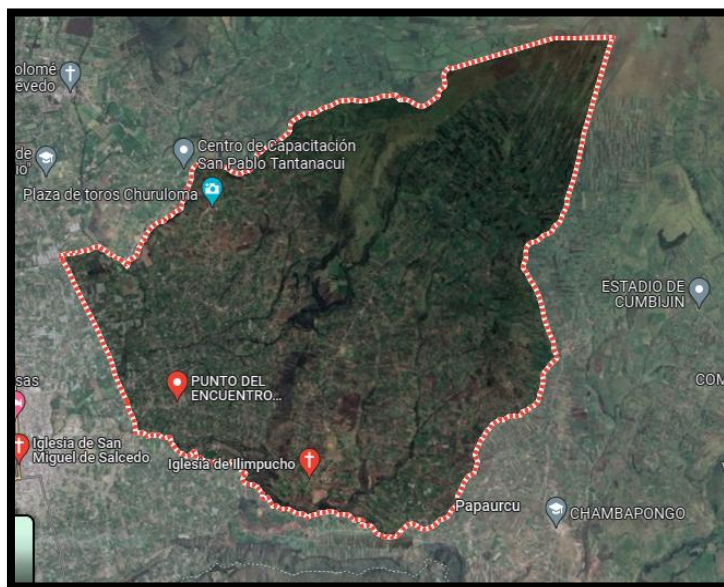 olomé
evedo
de
io"
Centro de Capacitación
San Pablo Tantanacui
Plaza de toros Churuloma
ESTADIO DE
CUMBIJIN
COM
sas
PUNTO DEL
ENCUENTRO...
Iglesia de San
Miguel de Salcedo
Iglesia de Ilimpucho
Papaurcu
CHAMBAPONGO